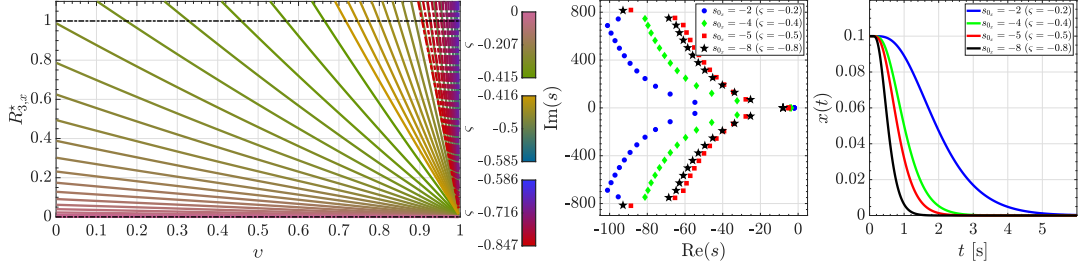 R⋆3,x
1
0.8
0.6
0.4
0.2
0
0 0.1 0.2 0.3 0.4 0.5 0.6 0.7 0.8 0.9 1
v
0
ς
-0.207
-0.415
-0.416
ς
-0.5
-0.585
-0.586
ς
-0.716
-0.847
Im(s)
800
400
0
-400
-800
-100 -80 -60 -40 -20 0
Re(s)
s0ₓ = −2 (ς = −0.2)
s0ₓ = −4 (ς = −0.4)
s0ₓ = −5 (ς = −0.5)
s0ₓ = −8 (ς = −0.8)
x(t)
0.12
0.1
0.08
0.06
0.04
0.02
0
0 1 2 3 4 5
t [s]
s0ₓ = −2 (ς = −0.2)
s0ₓ = −4 (ς = −0.4)
s0ₓ = −5 (ς = −0.5)
s0ₓ = −8 (ς = −0.8)